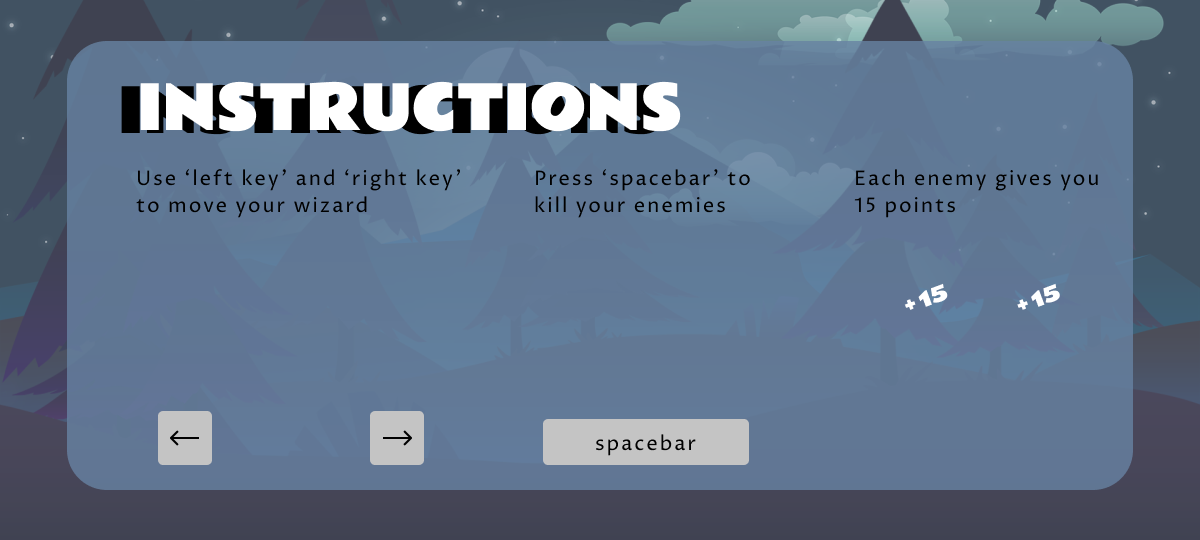 INSTRUCTIONS
Use ‘left key’ and ‘right key’
to move your wizard
Press ‘spacebar’ to
kill your enemies
Each enemy gives you
15 points
+15
+15
←
→
spacebar